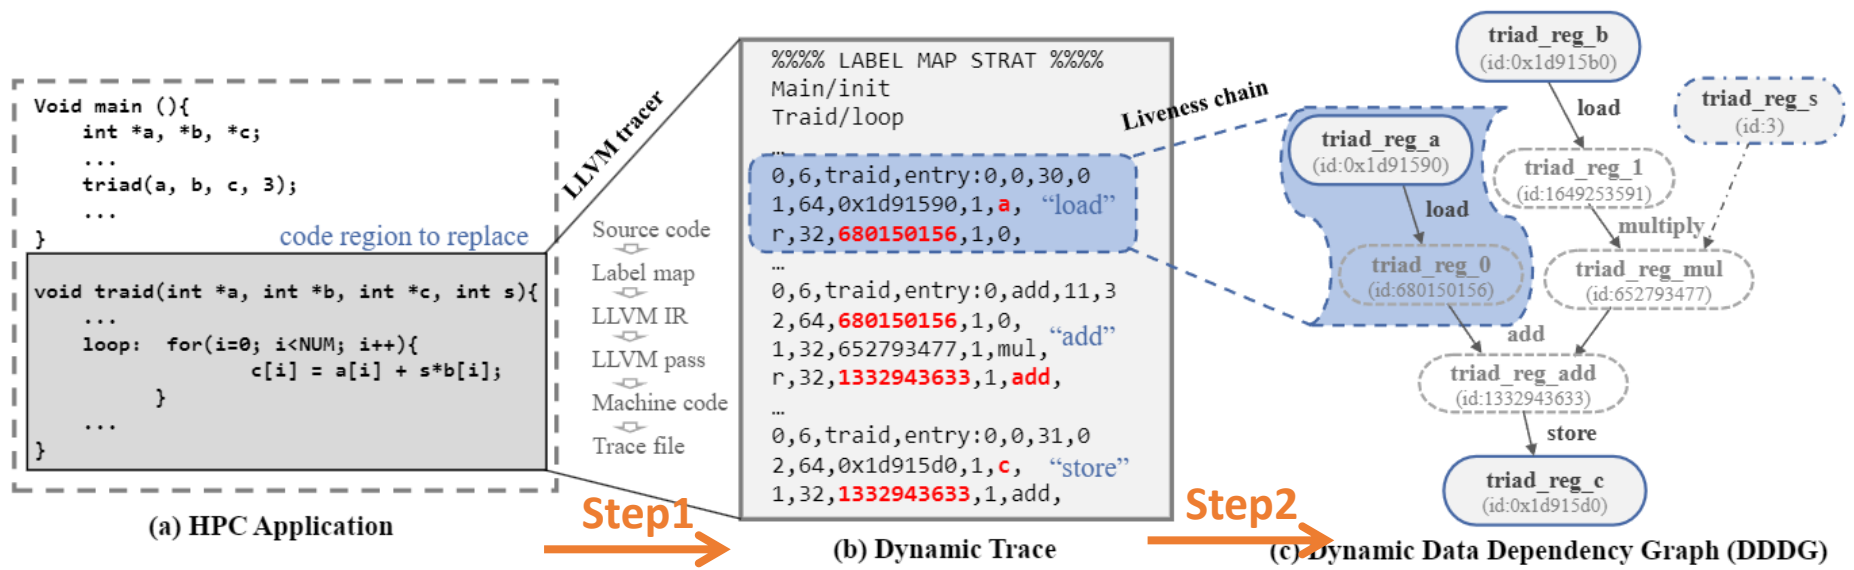 Void main (){
int *a, *b, *c;
...
triad(a, b, c, 3);
...
}
code region to replace
void traid(int *a, int *b, int *c, int s){
...
loop: for(i=0; i<NUM; i++){
c[i] = a[i] + s*b[i];
}
...
}
(a) HPC Application
LLVM tracer
Source code
Label map
LLVM IR
LLVM pass
Machine code
Trace file
Step1
%%%% LABEL MAP STRAT %%%%
Main/init
Traid/loop
…
0,6,traid,entry:0,0,30,0
1,64,0x1d91590,1,a, “load”
r,32,680150156,1,0,
…
0,6,traid,entry:0,add,11,3
2,64,680150156,1,0,
“add”
1,32,652793477,1,mul,
r,32,1332943633,1,add,
…
0,6,traid,entry:0,0,31,0
2,64,0x1d915d0,1,c, “store”
1,32,1332943633,1,add,
(b) Dynamic Trace
Step2
Liveness chain
triad_reg_b
(id:0x1d915b0)
load
triad_reg_s
(id:3)
triad_reg_a
(id:0x1d91590)
triad_reg_1
(id:1649253591)
load
multiply
triad_reg_0
(id:680150156)
triad_reg_mul
(id:652793477)
add
triad_reg_add
(id:1332943633)
store
triad_reg_c
(id:0x1d915d0)
(c) Dynamic Data Dependency Graph (DDDG)